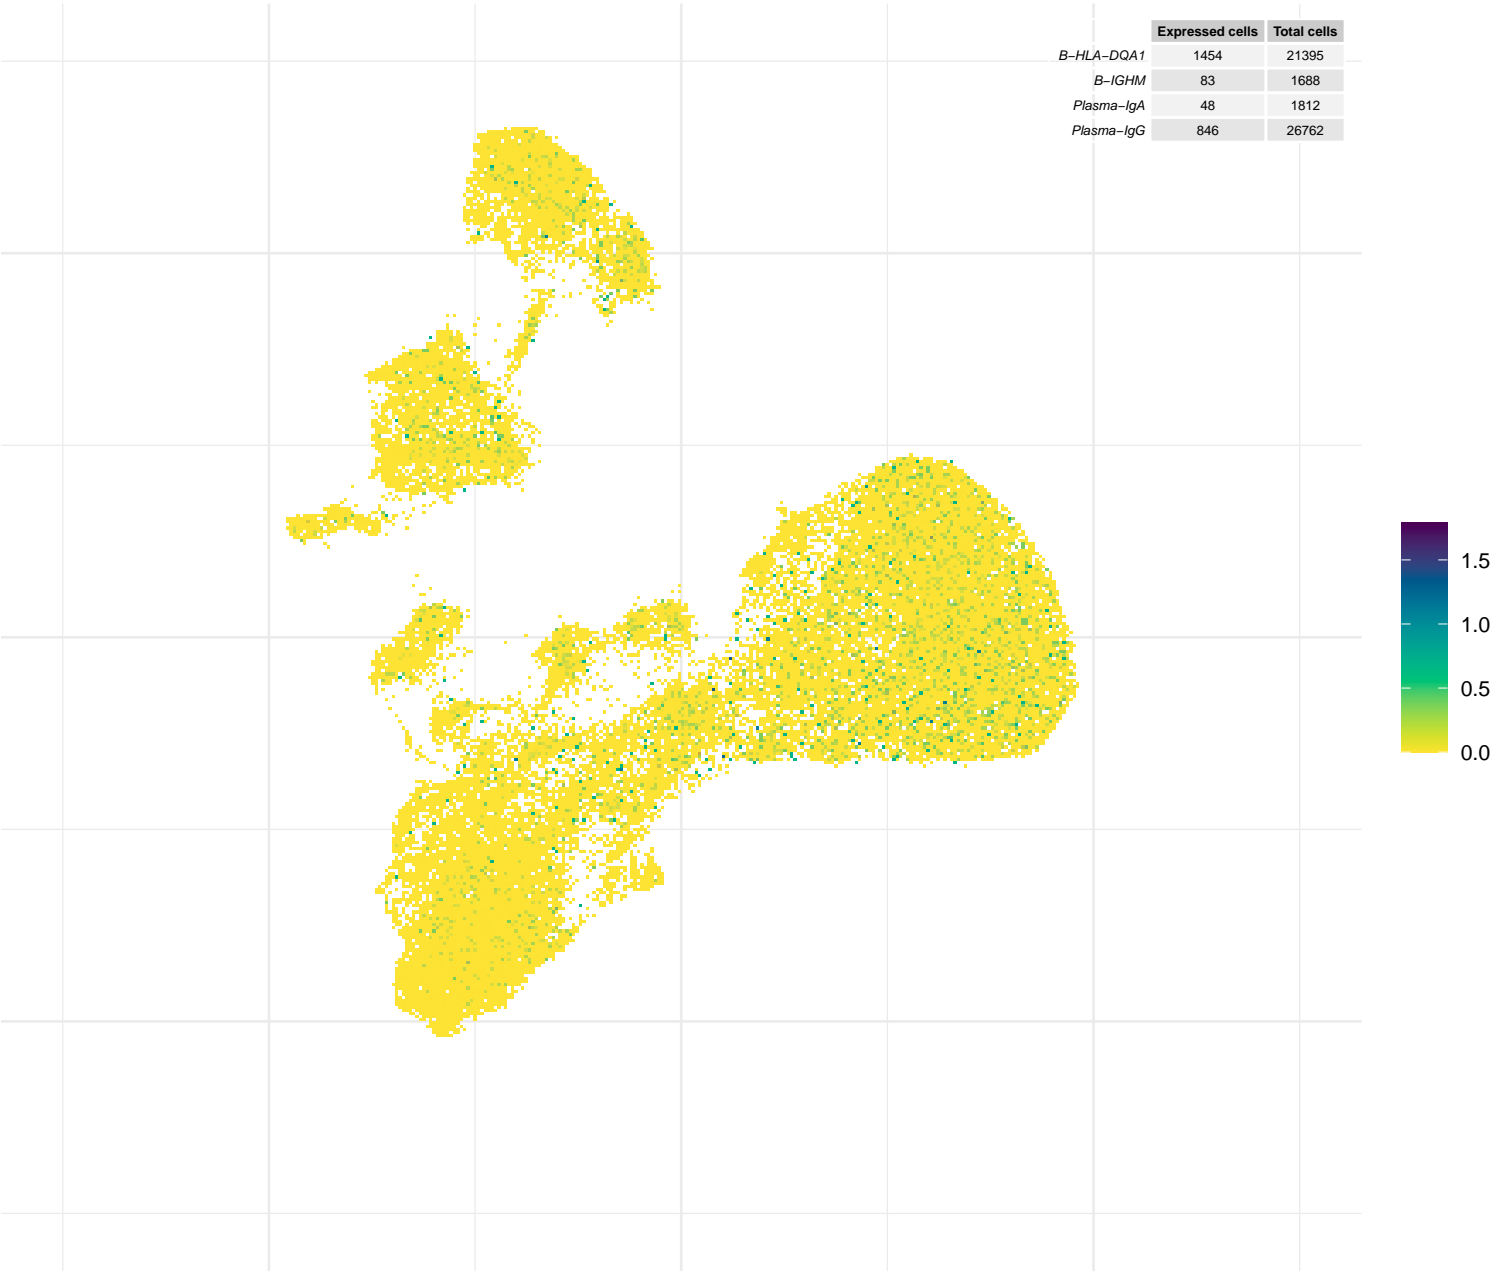 Expressed cells Total cells
B−HLA−DQA1 1454 21395
B−IGHM 83 1688
Plasma−IgA 48 1812
Plasma−IgG 846 26762
1.5
1.0
0.5
0.0